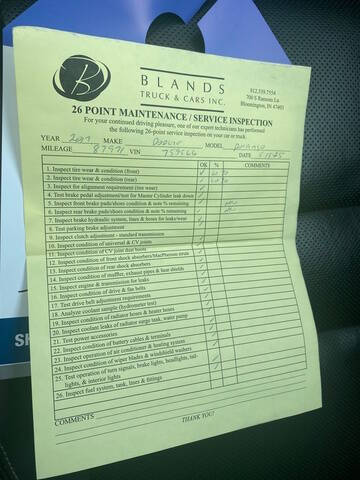 B
BLANDS
TRUCK & CARS INC.
812.339.7954
700 S Ransom Ln
Bloomington, IN 47403
26 POINT MAINTENANCE / SERVICE INSPECTION
For your continued driving pleasure, one of our expert technicians has performed
the following 26-point service inspection on your car or truck.
YEAR 2007 MAKE Dodge MODEL
MILEAGE VIN DATE
OK % COMMENTS
1. Inspect tire wear & condition (front)
2. Inspect tire wear & condition (rear)
3. Inspect for alignment requirement (tire wear)
4. Test brake pedal adjustment/test for Master Cylinder leak down
5. Inspect front brake pads/shoes condition & note % remaining
6. Inspect rear brake pads/shoes condition & note % remaining
7. Inspect brake hydraulic system, lines & hoses for leaks/wear
8. Test parking brake adjustment
9. Inspect clutch adjustment - standard transmission
10. Inspect condition of universal & CV joints
11. Inspect condition of CV joint dust boots
12. Inspect condition of front shock absorbers/MacPherson struts
13. Inspect condition of rear shock absorbers
14. Inspect condition of muffler, exhaust pipes & heat shields
15. Inspect engine & transmission for leaks
16. Inspect condition of drive & fan belts
17. Test drive belt adjustment requirements
18. Analyze coolant sample (hydrometer test)
19. Inspect condition of radiator hoses & heater hoses
20. Inspect coolant leaks of radiator surge tank, water pump
21. Test power accessories
22. Inspect condition of battery cables & terminals
23. Inspect operation of air conditioner & heating system
24. Inspect condition of wiper blades & windshield washers
25. Test operation of turn signals, brake lights, headlights, tail-
lights, & interior lights
26. Inspect fuel system, tank, lines & fittings
COMMENTS
THANK YOU!